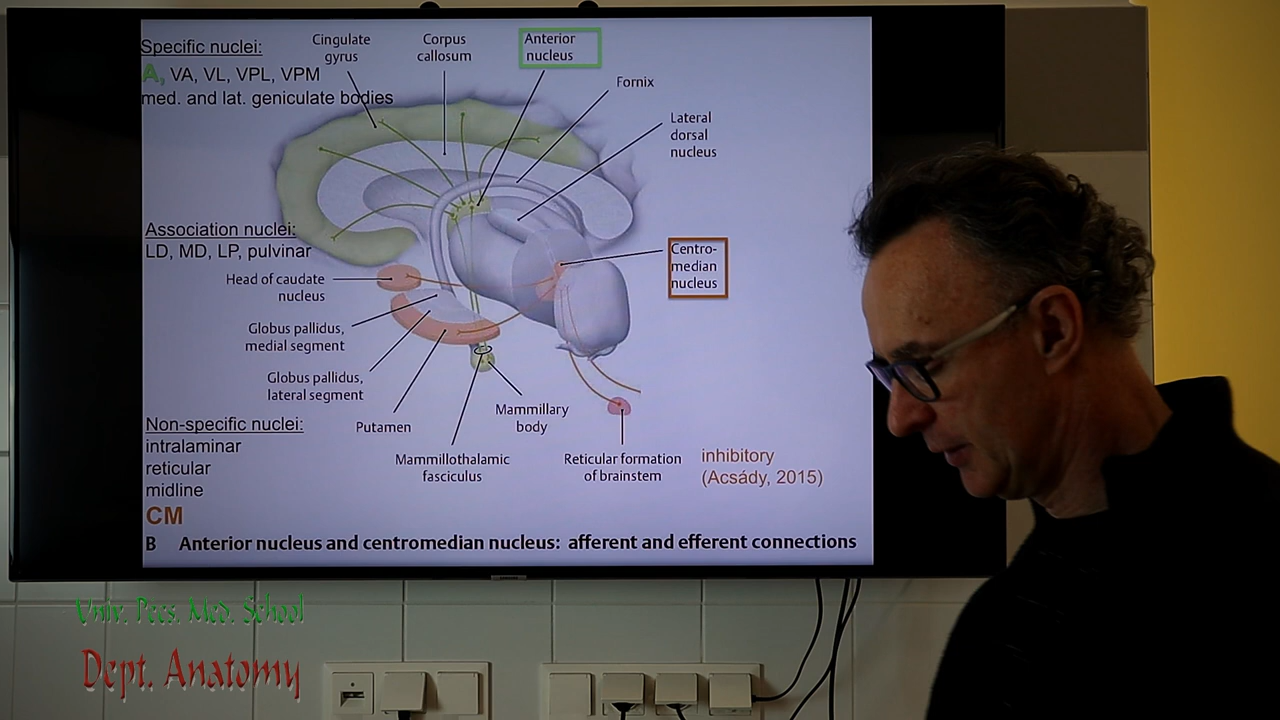 Specific nuclei:
A, VA, VL, VPL, VPM
med. and lat. geniculate bodies
Cingulate
gyrus
Corpus
callosum
Anterior
nucleus
Fornix
Lateral
dorsal
nucleus
Association nuclei:
LD, MD, LP, pulvinar
Centro-
median
nucleus
Head of caudate
nucleus
Globus pallidus,
medial segment
Globus pallidus,
lateral segment
Putamen
Mammillothalamic
fasciculus
Mammillary
body
Reticular formation
of brainstem
Non-specific nuclei:
intralaminar
reticular
midline
CM
inhibitory
(Acsády, 2015)
B Anterior nucleus and centromedian nucleus: afferent and efferent connections
Univ. Pecs. Med. School
Dept. Anatomy